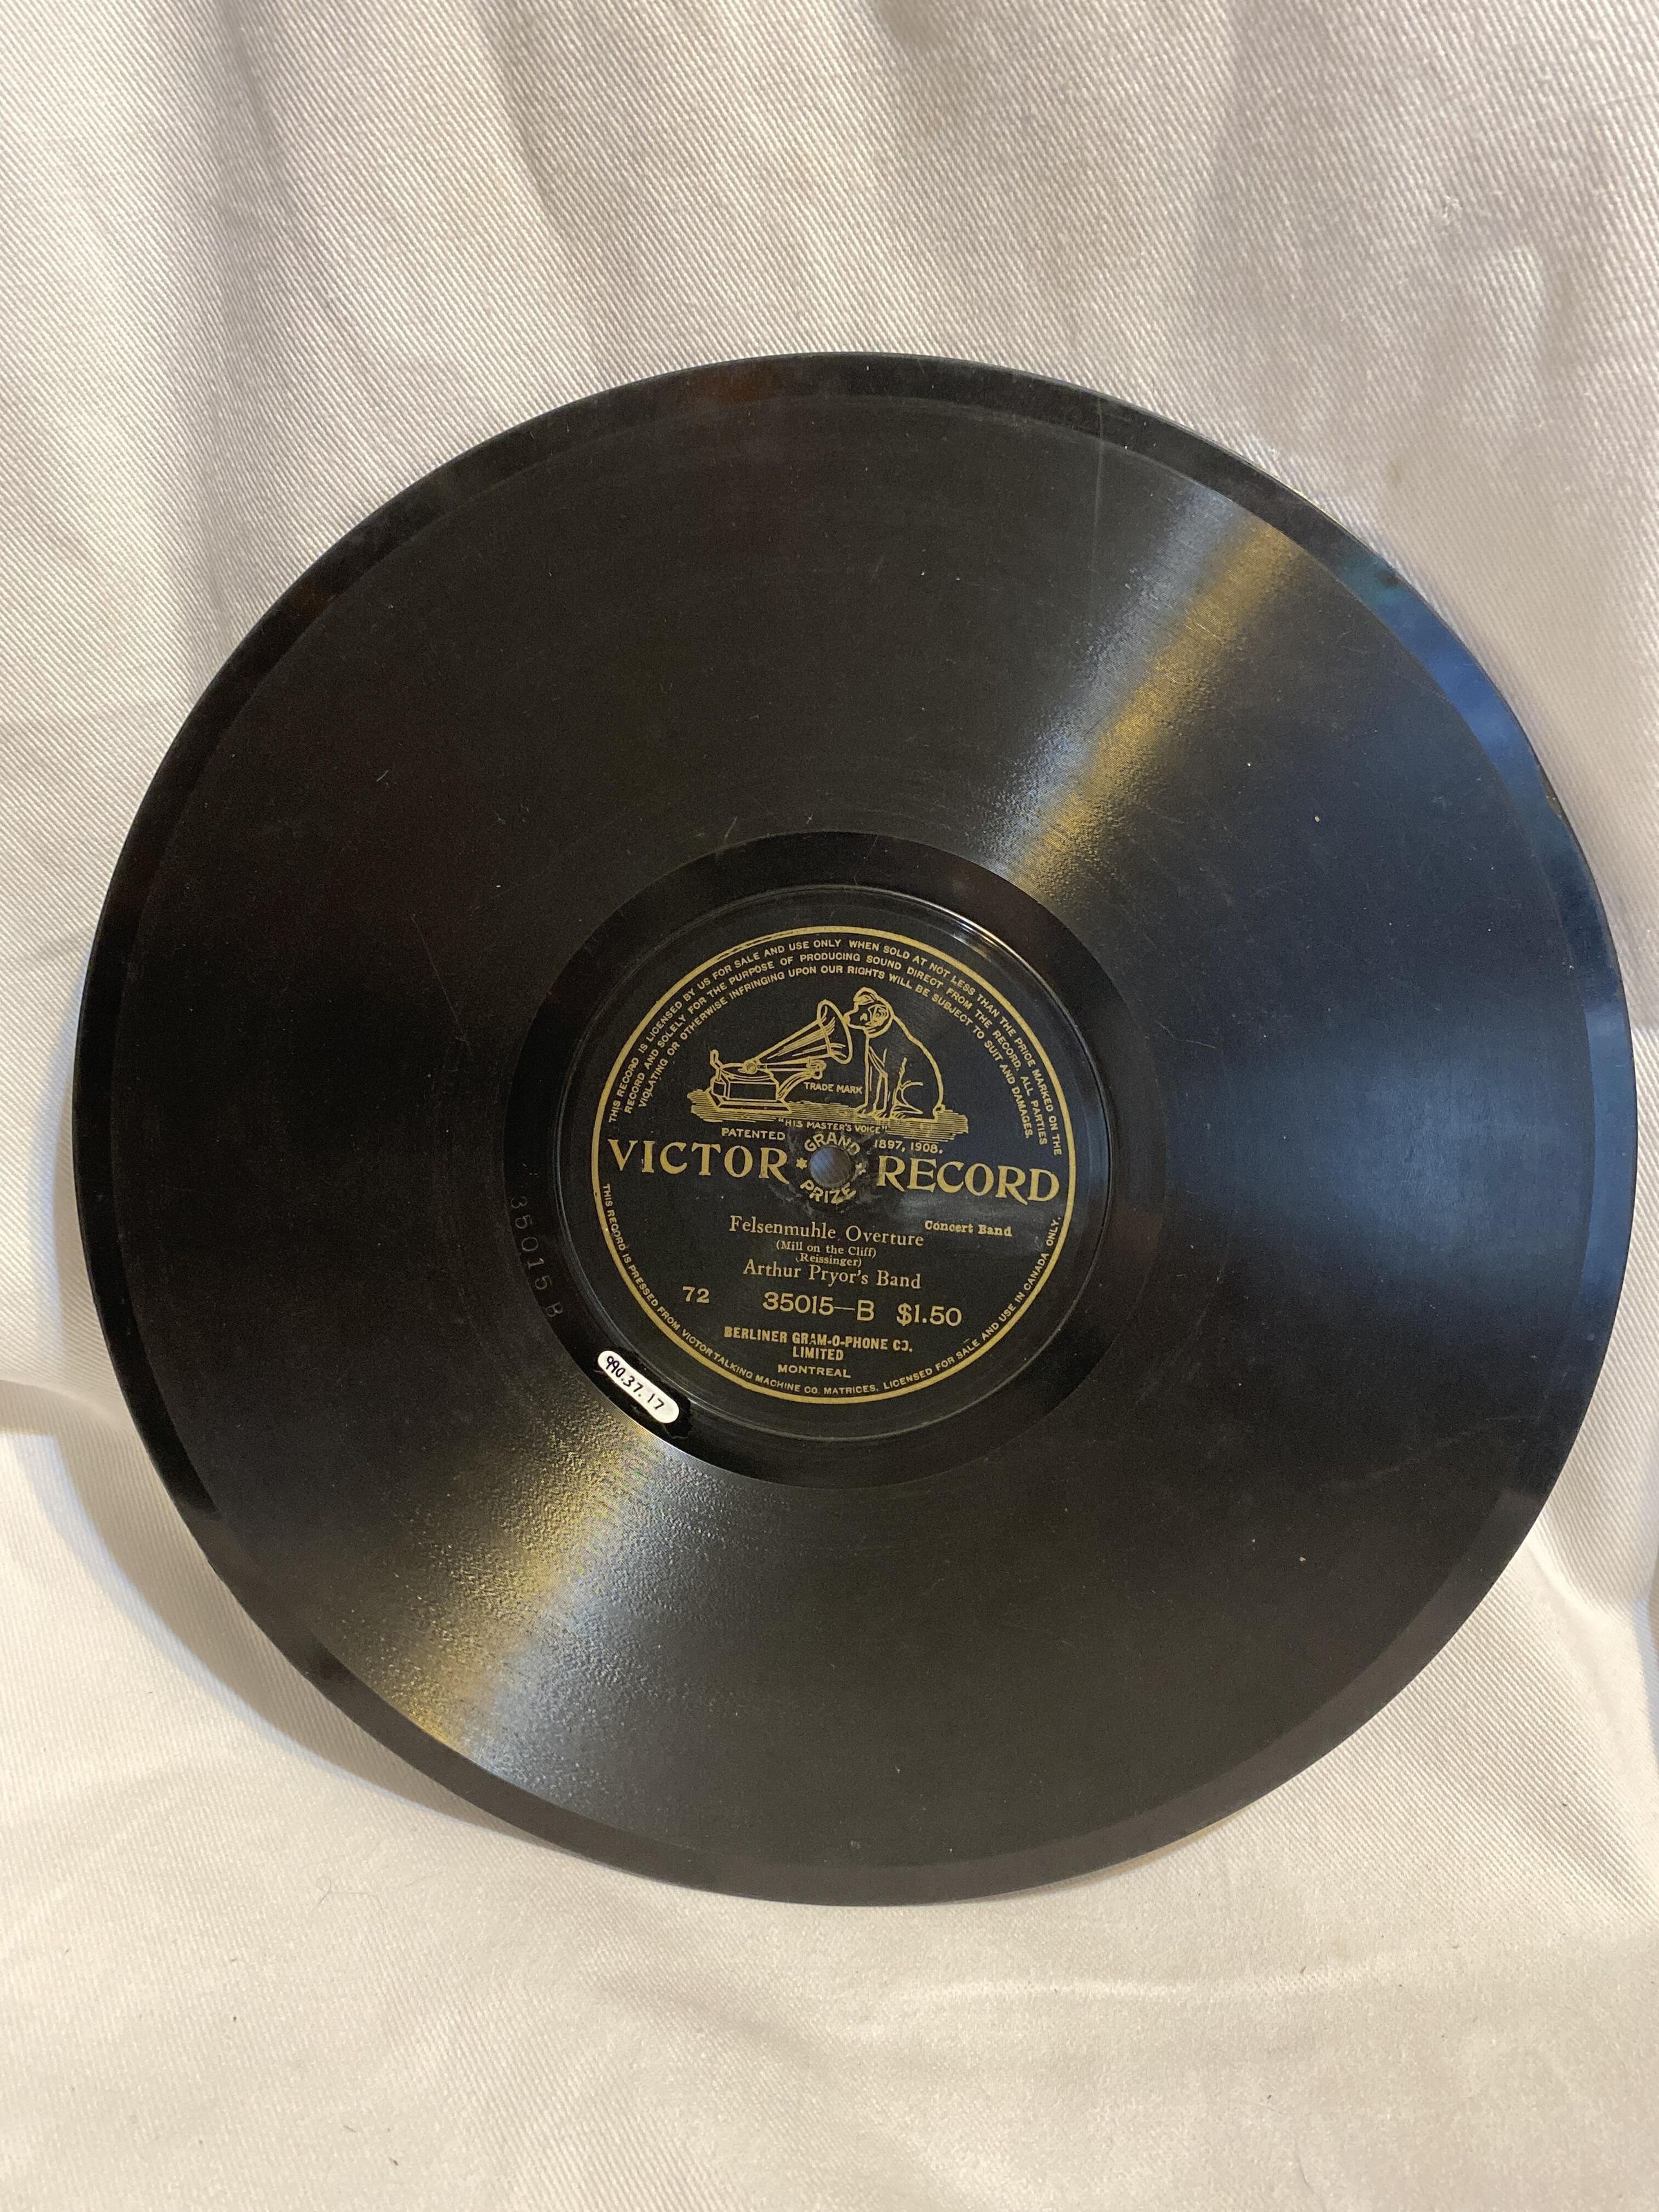 THIS RECORD IS LICENSED BY US FOR SALE AND USE ONLY WHEN SOLD AT NOT LESS THAN THE PRICE MARKED ON THE
RECORD AND SOLELY FOR THE PURPOSE OF PRODUCING SOUND DIRECT FROM THE RECORD. ALL PARTIES
VIOLATING OR OTHERWISE INFRINGING UPON OUR RIGHTS WILL BE SUBJECT TO SUIT AND DAMAGES.
TRADE MARK
"HIS MASTER'S VOICE"
PATENTED 1897, 1908.
GRAND
VICTOR RECORD
PRIZE
Felsenmuhle Overture Concert Band
(Mill on the Cliff)
(Reissinger)
Arthur Pryor's Band
72 35015—B $1.50
BERLINER GRAM-O-PHONE CO.
LIMITED
MONTREAL
THIS RECORD IS PRESSED FROM VICTOR TALKING MACHINE CO. MATRICES. LICENSED FOR SALE AND USE IN CANADA ONLY.
35015 B
990.37.17